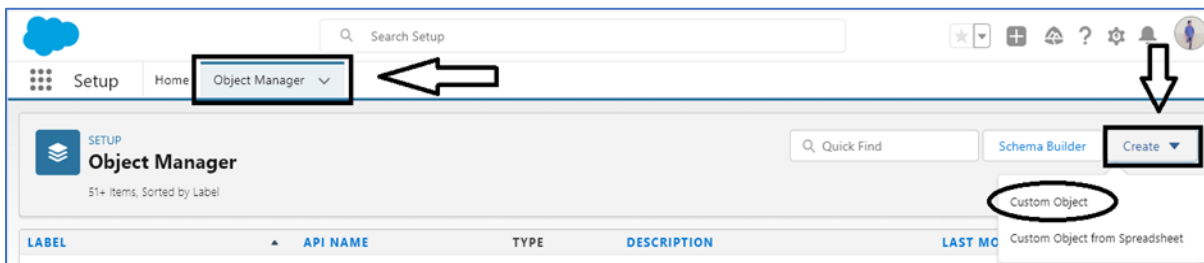 Search Setup
Setup Home Object Manager
SETUP
Object Manager
51+ Items, Sorted by Label
Quick Find
Schema Builder
Create
Custom Object
Custom Object from Spreadsheet
LABEL API NAME TYPE DESCRIPTION LAST MO